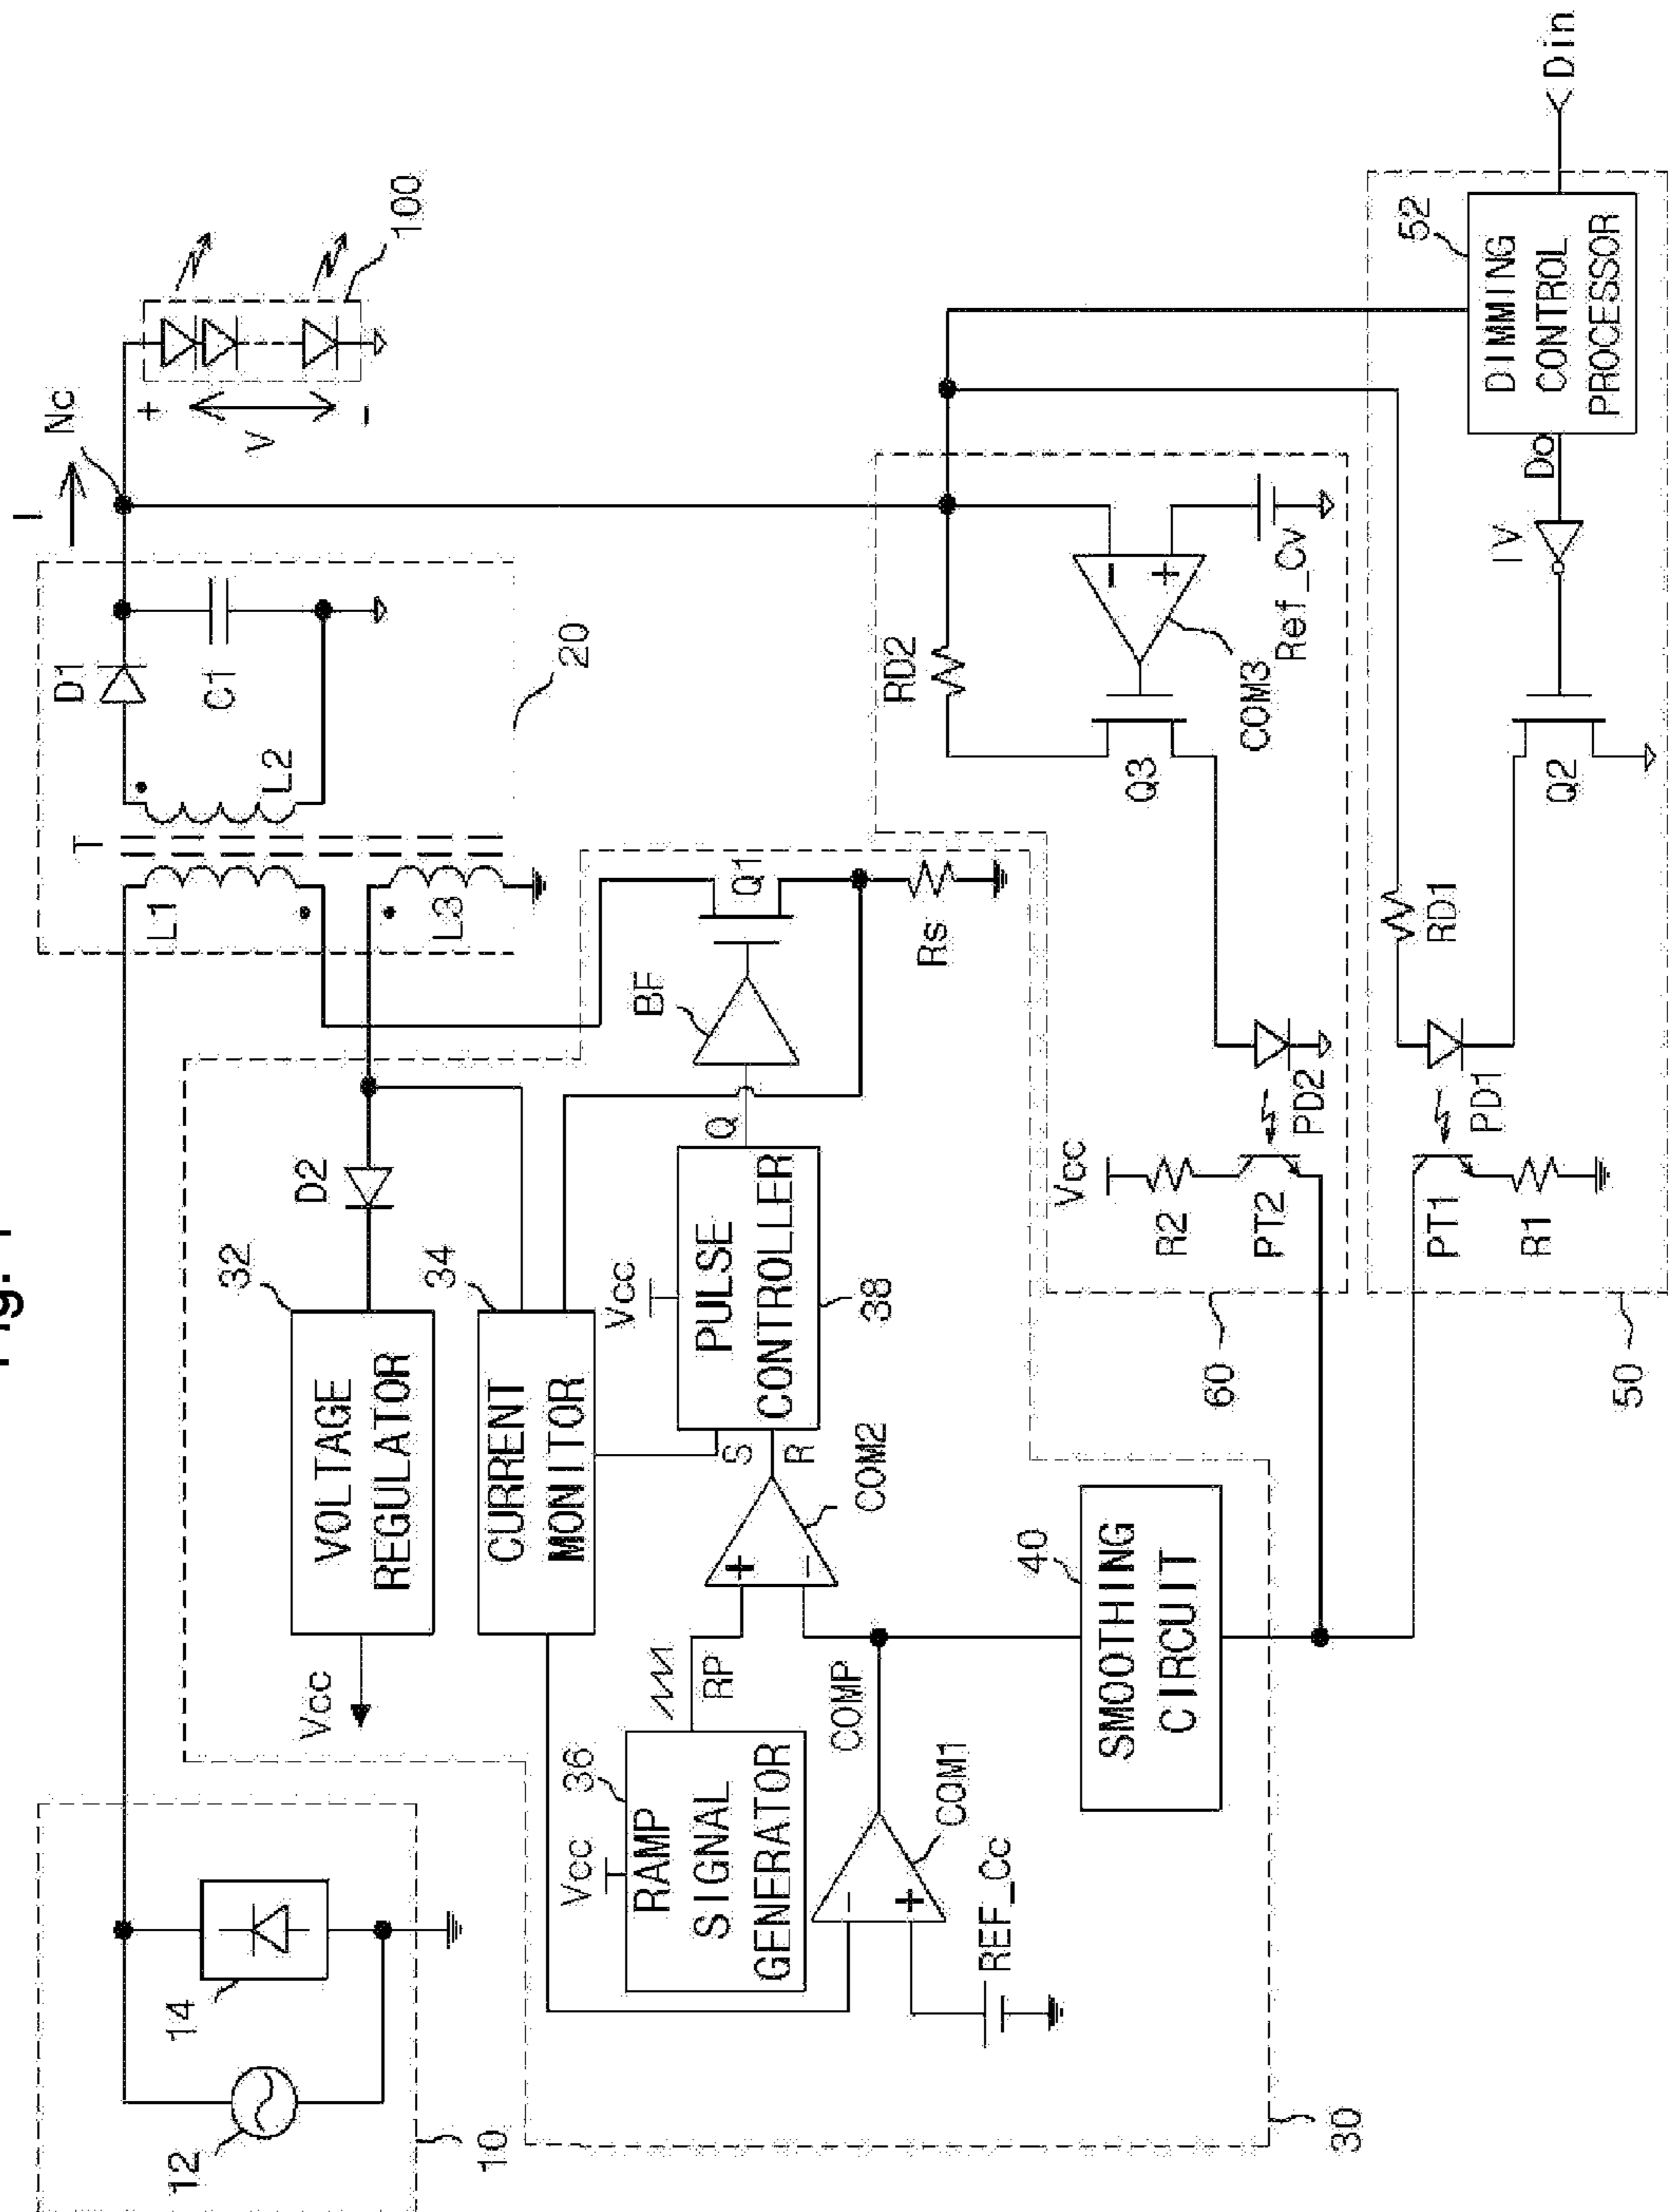 Fig. 1
10
12
14
20
T
L1
L2
L3
D1
C1
I
Nc
+
V
-
100
30
D2
VOLTAGE
REGULATOR
32
Vcc
CURRENT
MONITOR
34
Vcc
RAMP
SIGNAL
GENERATOR
36
RP
Vcc
PULSE
CONTROLLER
38
S
R
Q
BF
Q1
Rs
+
-
COM2
COMP
-
+
COM1
REF_Cc
SMOOTHING
CIRCUIT
40
60
Vcc
R2
PT2
PD2
Q3
RD2
-
+
COM3
Ref_Cv
50
R1
PT1
PD1
RD1
Q2
IV
Do
DIMMING
CONTROL
PROCESSOR
52
Din